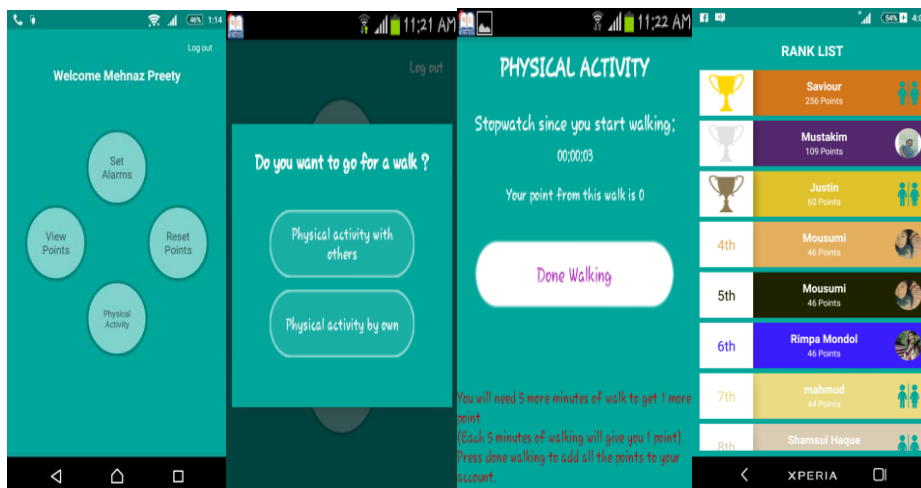 46% 1:14
Log out
Welcome Mehnaz Preety
Set
Alarms
View
Points
Reset
Points
Physical
Activity
11:21 AM
Log out
Do you want to go for a walk ?
Physical activity with
others
Physical activity by own
11:22 AM
PHYSICAL ACTIVITY
Stopwatch since you start walking:
00:00:03
Your point from this walk is 0
Done Walking
You will need 5 more minutes of walk to get 1 more
point
(Each 5 minutes of walking will give you 1 point)
Press done walking to add all the points to your
account.
54%
RANK LIST
Saviour
256 Points
Mustakim
109 Points
Justin
60 Points
4th
Mousumi
46 Points
5th
Mousumi
46 Points
6th
Rimpa Mondol
46 Points
7th
mahmud
44 Points
8th
Shamsul Haque
XPERIA